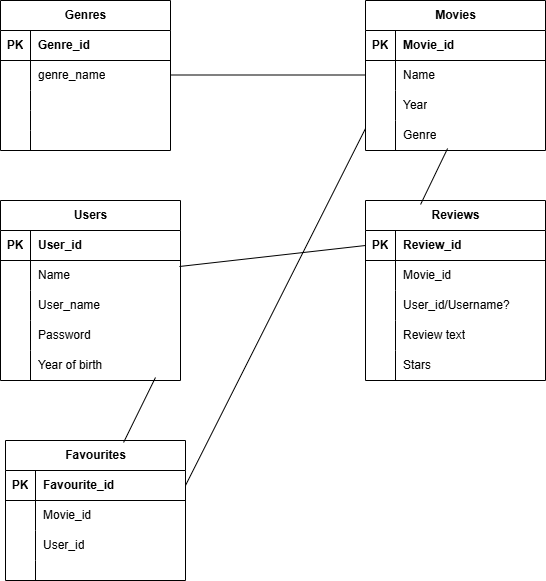 Genres
PK Genre_id
genre_name
Movies
PK Movie_id
Name
Year
Genre
Users
PK User_id
Name
User_name
Password
Year of birth
Reviews
PK Review_id
Movie_id
User_id/Username?
Review text
Stars
Favourites
PK Favourite_id
Movie_id
User_id